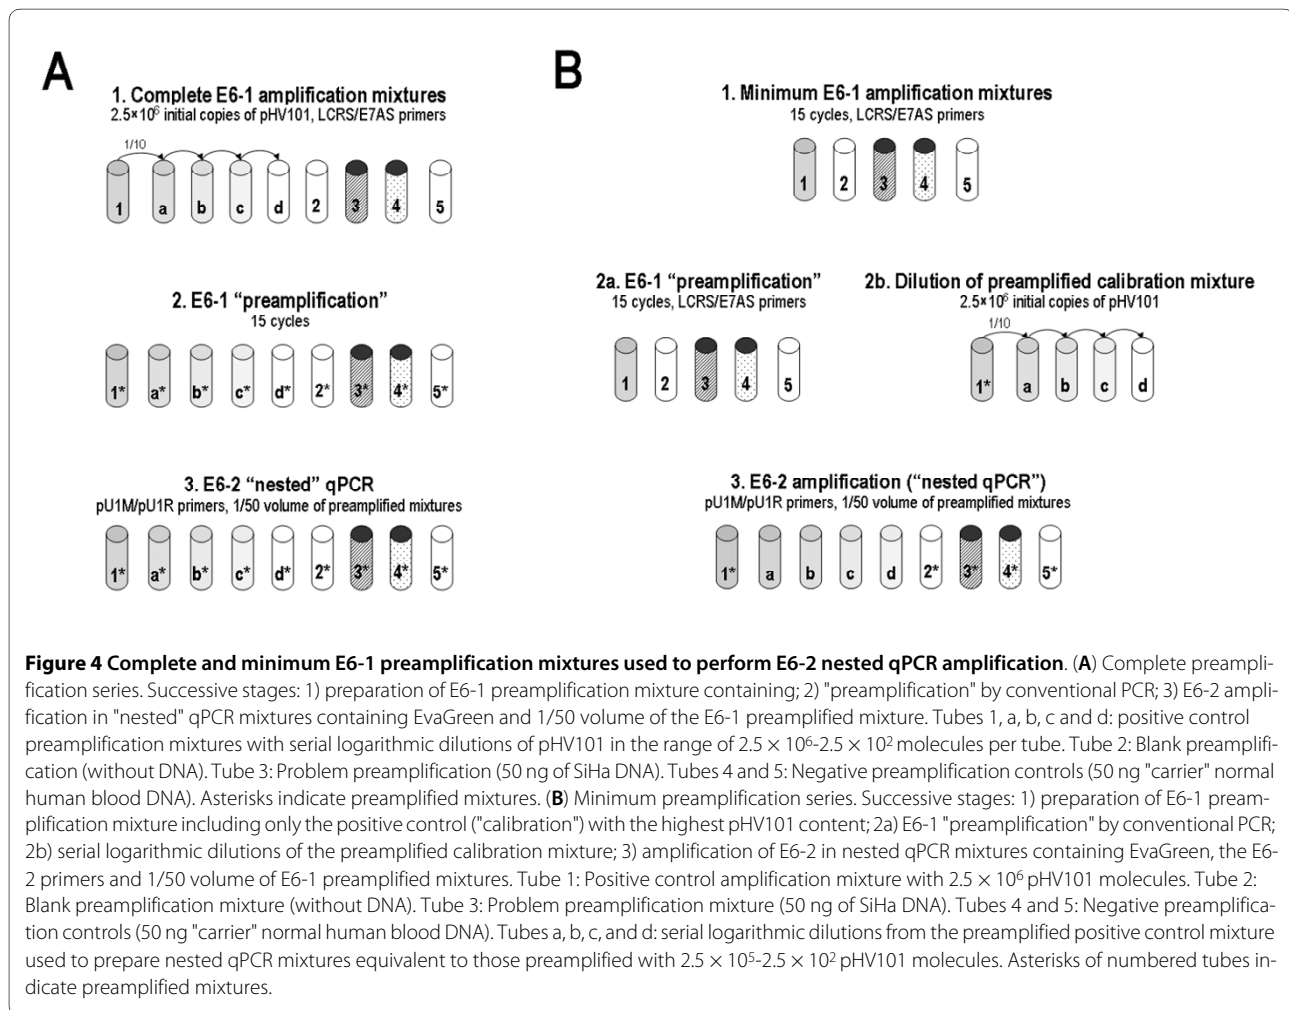 A
1. Complete E6-1 amplification mixtures
2.5×10⁶ initial copies of pHV101, LCRS/E7AS primers
1/10
1 a b c d 2 3 4 5
2. E6-1 “preamplification”
15 cycles
1* a* b* c* d* 2* 3* 4* 5*
3. E6-2 “nested” qPCR
pU1M/pU1R primers, 1/50 volume of preamplified mixtures
1* a* b* c* d* 2* 3* 4* 5*
B
1. Minimum E6-1 amplification mixtures
15 cycles, LCRS/E7AS primers
1 2 3 4 5
2a. E6-1 “preamplification”
15 cycles, LCRS/E7AS primers
1 2 3 4 5
2b. Dilution of preamplified calibration mixture
2.5×10⁶ initial copies of pHV101
1/10
1* a b c d
3. E6-2 amplification (“nested qPCR”)
pU1M/pU1R primers, 1/50 volume of preamplified mixtures
1* a b c d 2* 3* 4* 5*
Figure 4 Complete and minimum E6-1 preamplification mixtures used to perform E6-2 nested qPCR amplification. (A) Complete preampli-
fication series. Successive stages: 1) preparation of E6-1 preamplification mixture containing; 2) "preamplification" by conventional PCR; 3) E6-2 ampli-
fication in "nested" qPCR mixtures containing EvaGreen and 1/50 volume of the E6-1 preamplified mixture. Tubes 1, a, b, c and d: positive control
preamplification mixtures with serial logarithmic dilutions of pHV101 in the range of 2.5 × 10⁶-2.5 × 10² molecules per tube. Tube 2: Blank preamplifi-
cation (without DNA). Tube 3: Problem preamplification (50 ng of SiHa DNA). Tubes 4 and 5: Negative preamplification controls (50 ng "carrier" normal
human blood DNA). Asterisks indicate preamplified mixtures. (B) Minimum preamplification series. Successive stages: 1) preparation of E6-1 pream-
plification mixture including only the positive control ("calibration") with the highest pHV101 content; 2a) E6-1 "preamplification" by conventional PCR;
2b) serial logarithmic dilutions of the preamplified calibration mixture; 3) amplification of E6-2 in nested qPCR mixtures containing EvaGreen, the E6-
2 primers and 1/50 volume of E6-1 preamplified mixtures. Tube 1: Positive control amplification mixture with 2.5 × 10⁶ pHV101 molecules. Tube 2:
Blank preamplification mixture (without DNA). Tube 3: Problem preamplification mixture (50 ng of SiHa DNA). Tubes 4 and 5: Negative preamplifica-
tion controls (50 ng "carrier" normal human blood DNA). Tubes a, b, c, and d: serial logarithmic dilutions from the preamplified positive control mixture
used to prepare nested qPCR mixtures equivalent to those preamplified with 2.5 × 10⁵-2.5 × 10² pHV101 molecules. Asterisks of numbered tubes in-
dicate preamplified mixtures.